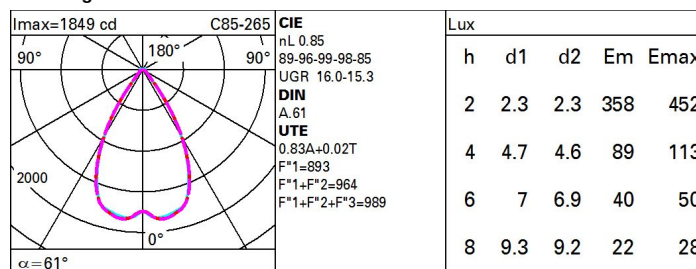 Imax=1849 cd C85-265
90° 180° 90°
2000
0°
α=61°
CIE
nL 0.85
89-96-99-98-85
UGR 16.0-15.3
DIN
A.61
UTE
0.83A+0.02T
F"1=893
F"1+F"2=964
F"1+F"2+F"3=989
Lux
h d1 d2 Em Emax
2 2.3 2.3 358 452
4 4.7 4.6 89 113
6 7 6.9 40 50
8 9.3 9.2 22 28